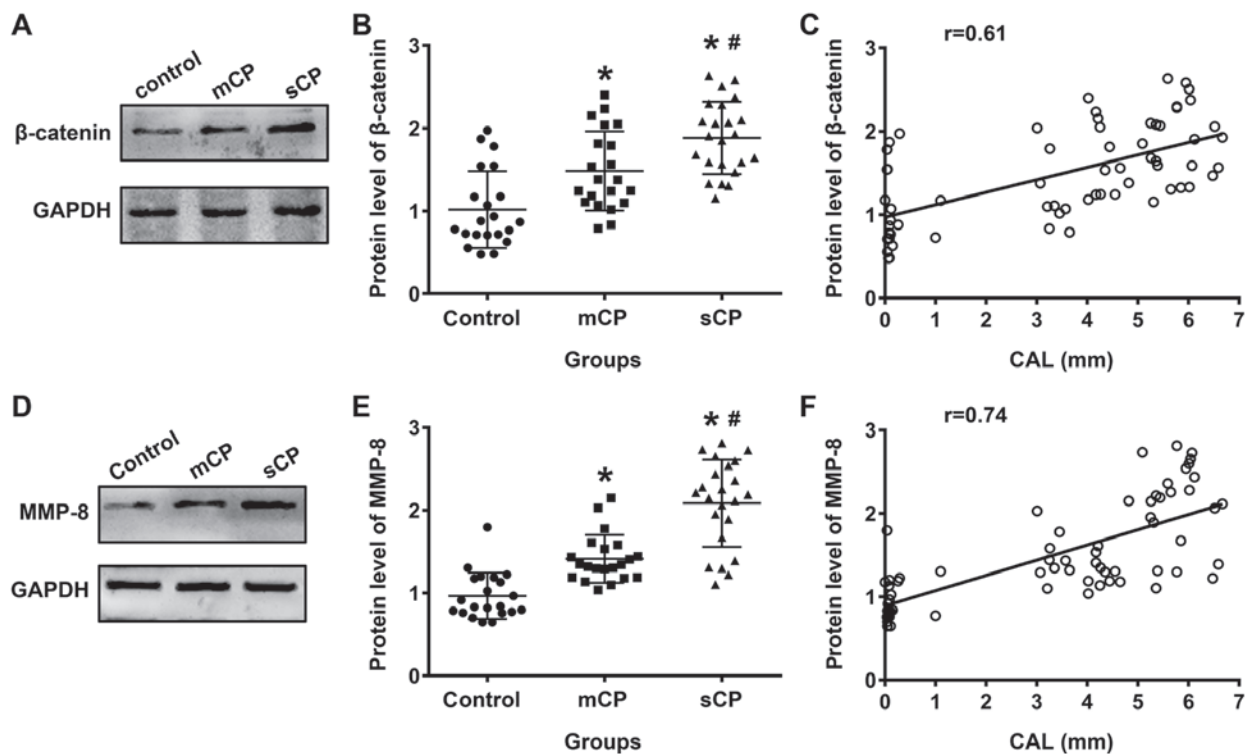 A
control mCP sCP
β-catenin
GAPDH
B
Protein level of β-catenin
3
2
1
0
* * #
Control mCP sCP
Groups
C
r=0.61
Protein level of β-catenin
3
2
1
0
0 1 2 3 4 5 6 7
CAL (mm)
D
Control mCP sCP
MMP-8
GAPDH
E
Protein level of MMP-8
3
2
1
0
* * #
Control mCP sCP
Groups
F
r=0.74
Protein level of MMP-8
3
2
1
0
0 1 2 3 4 5 6 7
CAL (mm)